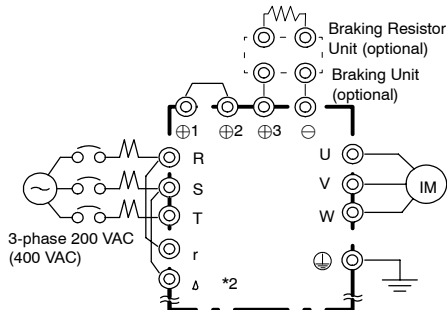 Braking Resistor
Unit (optional)
Braking Unit
(optional)
⊕1 ⊕2 ⊕3 ⊖
R
S
T
r
U
V
W
IM
3-phase 200 VAC
(400 VAC)
*2